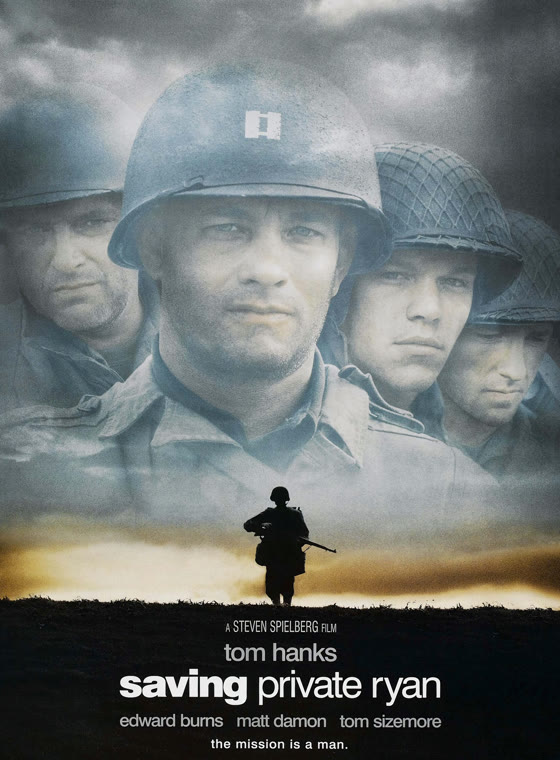 A STEVEN SPIELBERG FILM
tom hanks
saving private ryan
edward burns matt damon tom sizemore
the mission is a man.